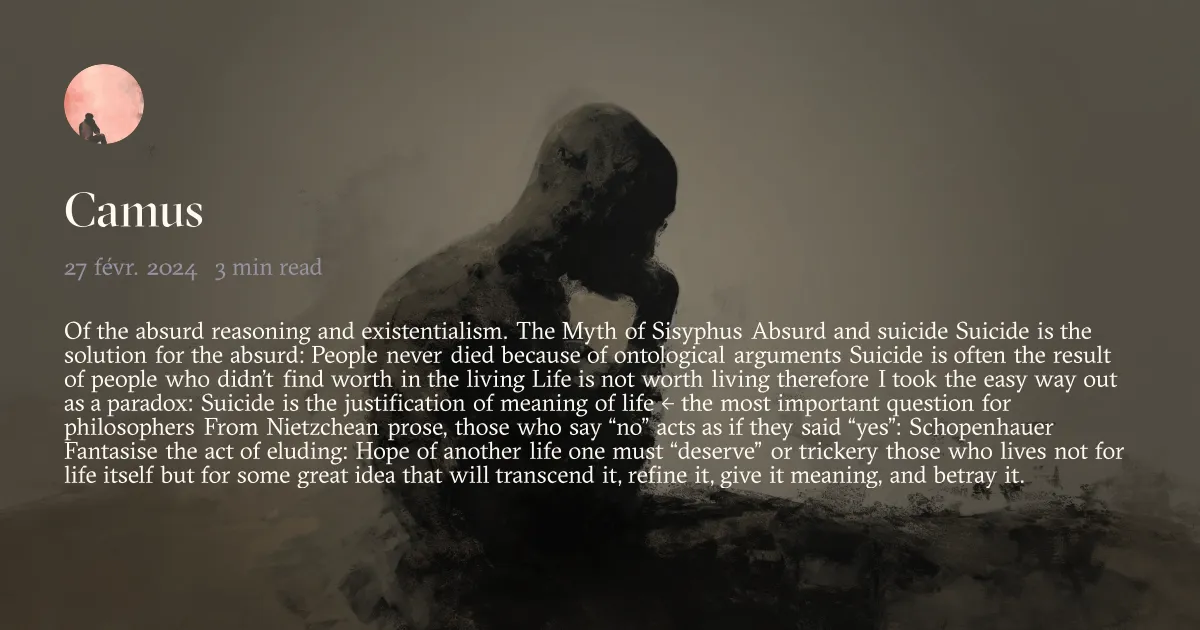 Camus
27 févr. 2024 3 min read
Of the absurd reasoning and existentialism. The Myth of Sisyphus Absurd and suicide Suicide is the
solution for the absurd: People never died because of ontological arguments Suicide is often the result
of people who didn’t find worth in the living Life is not worth living therefore I took the easy way out
as a paradox: Suicide is the justification of meaning of life ← the most important question for
philosophers From Nietzchean prose, those who say “no” acts as if they said “yes”: Schopenhauer
Fantasise the act of eluding: Hope of another life one must “deserve” or trickery those who lives not for
life itself but for some great idea that will transcend it, refine it, give it meaning, and betray it.